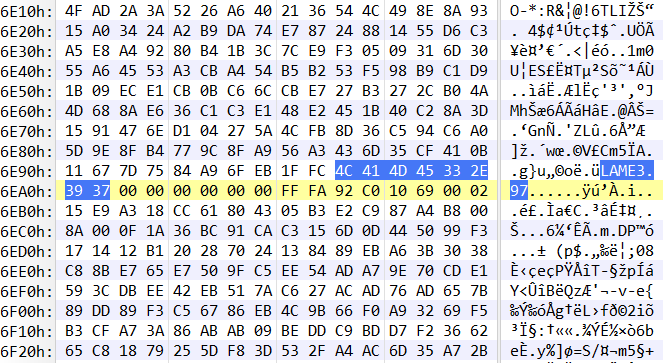 6E10h: 4F AD 2A 3A 52 26 A6 40 21 36 54 4C 49 8E 8A 93 O-*:R&¦@!6TLIŽŠ“
6E20h: 15 A0 34 24 A2 B9 DA 74 E7 87 24 88 14 55 D6 C3 . 4$¢¹Útç‡$ˆ.UÖÃ
6E30h: A5 E8 A4 92 80 B4 1B 3C 7C E9 F3 05 09 31 6D 30 ¥è¤’€´.<|éó..1m0
6E40h: 55 A6 45 53 A3 CB A4 54 B5 B2 53 F5 98 B9 C1 D9 U¦ES£Ë¤Tµ²Sõ˜¹ÁÙ
6E50h: 1B 09 EC E1 CB 0B C6 6C CB E7 27 B3 27 2C B0 4A ..ìáË.ÆlËç'³',°J
6E60h: 4D 68 8A E6 36 C1 C3 E1 48 E2 45 1B 40 C2 8A 3D MhŠæ6ÁÃáHâE.@ÂŠ=
6E70h: 15 91 47 6E D1 04 27 5A 4C FB 8D 36 C5 94 C6 A0 .‘GnÑ.'ZLû.6Å”Æ
6E80h: 5D 9E 8F B4 77 9C 8F A9 56 A3 43 6D 35 CF 41 0B ]ž.´wœ.©V£Cm5ÏA.
6E90h: 11 67 7D 75 84 A9 6F EB 1F FC 4C 41 4D 45 33 2E .g}u„©oë.üLAME3.
6EA0h: 39 37 00 00 00 00 00 00 FF FA 92 C0 10 69 00 02 97......ÿú’À.i..
6EB0h: 15 E9 A3 18 CC 61 80 43 05 B3 E2 C9 87 A4 B8 00 .é£.Ìa€C.³âÉ‡¤¸.
6EC0h: 8A 00 0F 1A 36 BC 91 CA C3 15 6D 0D 44 50 99 F3 Š...6¼‘ÊÃ.m.DP™ó
6ED0h: 17 14 12 B1 20 28 70 24 13 84 89 EB A6 3B 30 38 ...± (p$.„‰ë¦;08
6EE0h: C8 8B E7 65 E7 50 9F C5 EE 54 AD A7 9E 70 CD E1 È‹çeçPŸÅîT-§žpÍá
6EF0h: 59 3C DB EE 42 EB 51 7A C6 27 AC AD 76 AD 65 7B Y<ÛîBëQzÆ'¬-v-e{
6F00h: 89 DD 89 F3 C5 67 86 EB 4C 9B 66 F0 A9 32 69 F5 ‰Ý‰óÅg†ëL›fð©2iõ
6F10h: B3 CF A7 3A 86 AB AB 09 BE DD C9 BD D7 F2 36 62 ³Ï§:†««.¾ÝÉ½×ò6b
6F20h: 65 C8 18 79 25 5D F8 3D 53 2F A4 AC 6D 35 A7 2B eÈ.y%]ø=S/¤¬m5§+